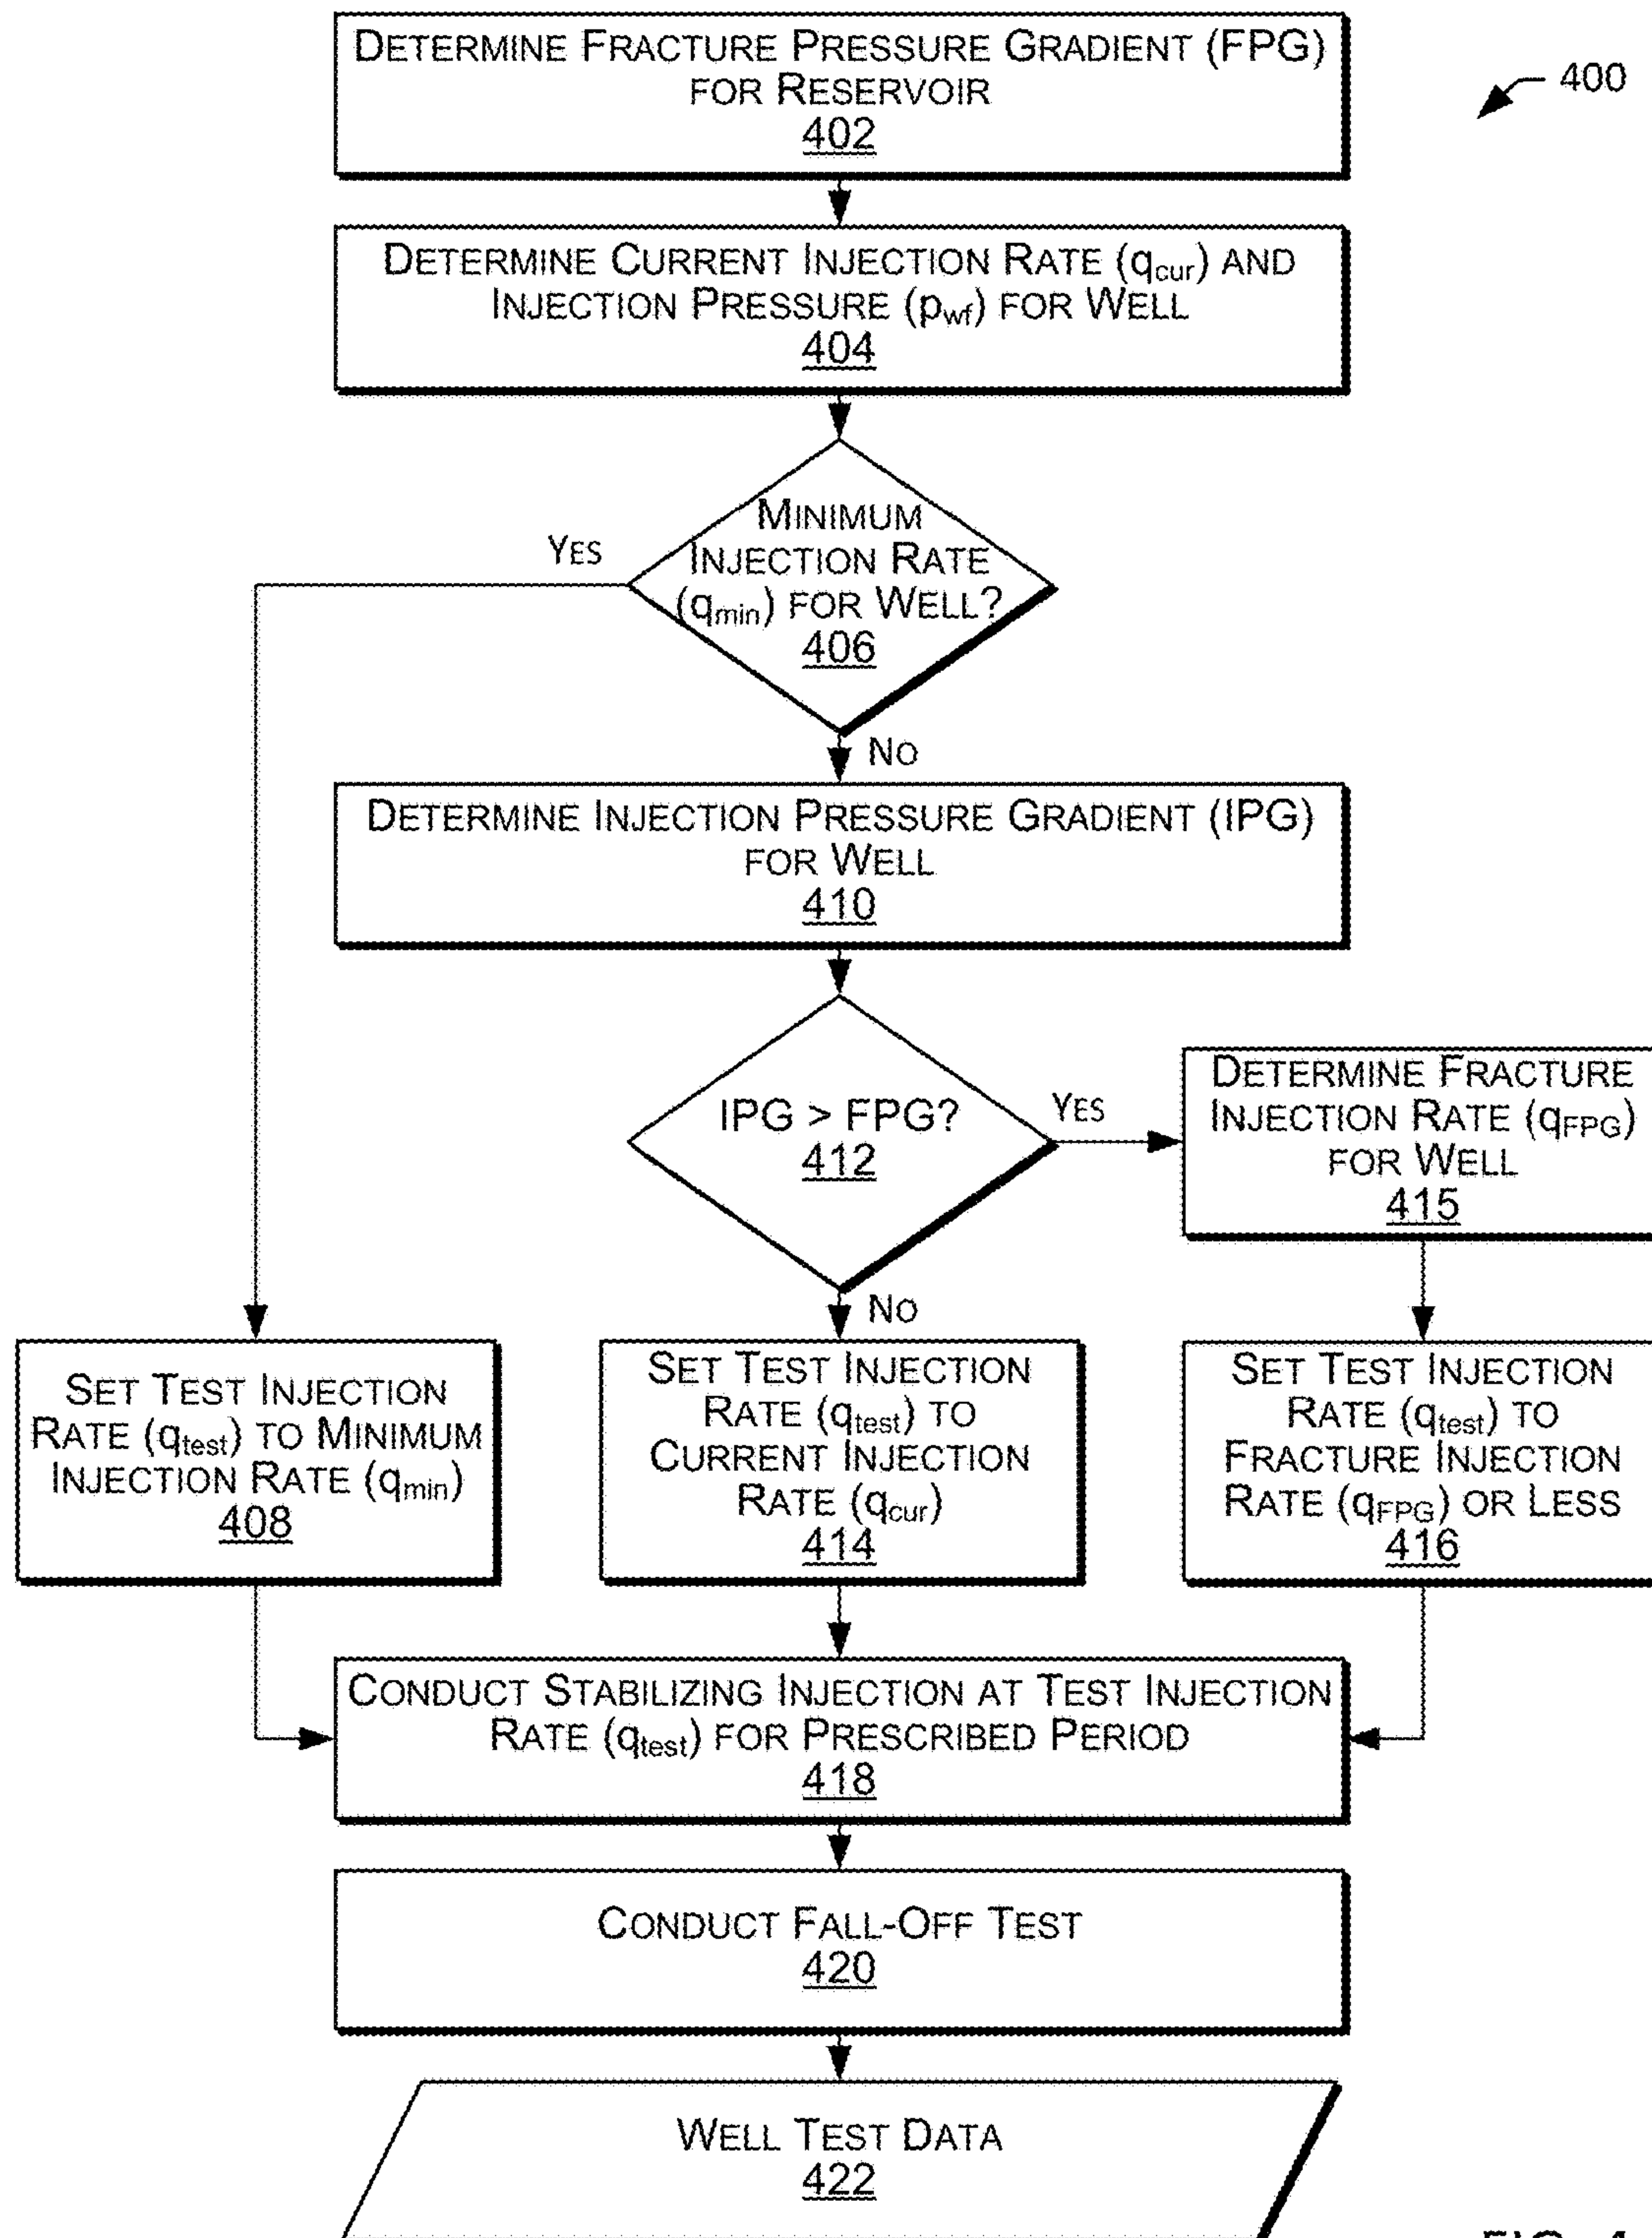 DETERMINE FRACTURE PRESSURE GRADIENT (FPG)
FOR RESERVOIR
402
400
DETERMINE CURRENT INJECTION RATE (qcur) AND
INJECTION PRESSURE (pwf) FOR WELL
404
MINIMUM
INJECTION RATE
(qmin) FOR WELL?
406
YES
NO
DETERMINE INJECTION PRESSURE GRADIENT (IPG)
FOR WELL
410
IPG > FPG?
412
YES
NO
DETERMINE FRACTURE
INJECTION RATE (qFPG)
FOR WELL
415
SET TEST INJECTION
RATE (qtest) TO MINIMUM
INJECTION RATE (qmin)
408
SET TEST INJECTION
RATE (qtest) TO
CURRENT INJECTION
RATE (qcur)
414
SET TEST INJECTION
RATE (qtest) TO
FRACTURE INJECTION
RATE (qFPG) OR LESS
416
CONDUCT STABILIZING INJECTION AT TEST INJECTION
RATE (qtest) FOR PRESCRIBED PERIOD
418
CONDUCT FALL-OFF TEST
420
WELL TEST DATA
422